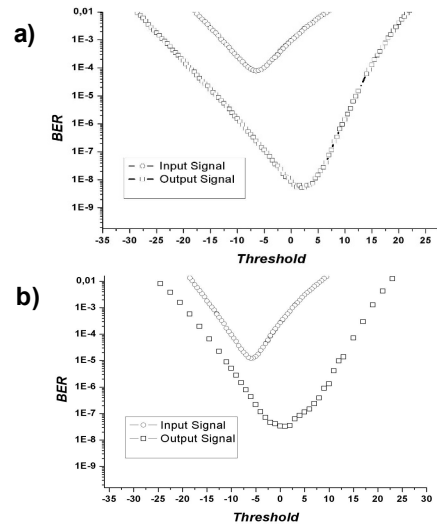 a)
0,01
1E-3
1E-4
1E-5
1E-6
1E-7
1E-8
1E-9
BER
Input Signal
Output Signal
-35 -30 -25 -20 -15 -10 -5 0 5 10 15 20 25
Threshold
b)
0,01
1E-3
1E-4
1E-5
1E-6
1E-7
1E-8
1E-9
BER
Input Signal
Output Signal
-35 -30 -25 -20 -15 -10 -5 0 5 10 15 20 25 30
Threshold